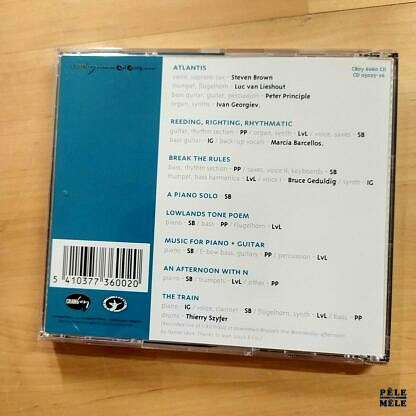 ATLANTIS
voice, soprano sax - Steven Brown
trumpet, flugelhorn - Luc van Lieshout
bass guitar, guitar, percussion - Peter Principle
organ, synths - Ivan Georgiev.
REEDING, RIGHTING, RHYTHMATIC
guitar, rhythm section - PP / organ, synth - LvL / voice, saxes - SB
bass guitar - IG / back-up vocals - Marcia Barcellos.
BREAK THE RULES
bass, rhythm section - PP / saxes, voice II, keyboards - SB
trumpet, bass harmonica - LvL / voice I - Bruce Geduldig / synth - IG
A PIANO SOLO - SB
LOWLANDS TONE POEM
piano - SB / bass - PP / flugelhorn - LvL
MUSIC FOR PIANO + GUITAR
piano - SB / E-bow bass, guitar - PP / percussion - LvL
AN AFTERNOON WITH N
piano - SB / trumpets - LvL / other - PP
THE TRAIN
piano - IG / voice, clarinet - SB / flugelhorn, synth - LvL / bass - PP
drums - Thierry Szyfer
CBoy Audio CD
5 410377 360020
CRAMBOY
PÊLE
MÊLE